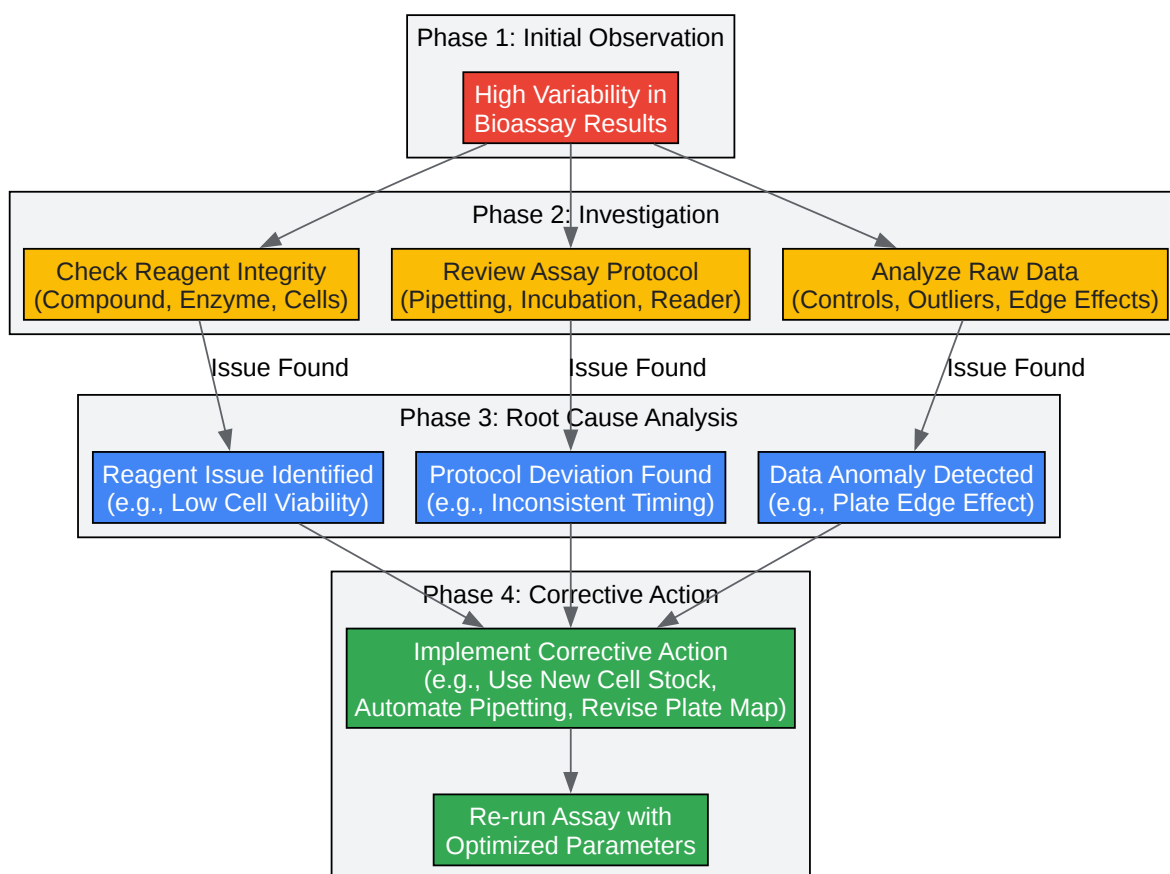 Phase 1: Initial Observation
High Variability in
Bioassay Results
Phase 2: Investigation
Check Reagent Integrity
(Compound, Enzyme, Cells)
Review Assay Protocol
(Pipetting, Incubation, Reader)
Analyze Raw Data
(Controls, Outliers, Edge Effects)
Issue Found
Issue Found
Issue Found
Phase 3: Root Cause Analysis
Reagent Issue Identified
(e.g., Low Cell Viability)
Protocol Deviation Found
(e.g., Inconsistent Timing)
Data Anomaly Detected
(e.g., Plate Edge Effect)
Phase 4: Corrective Action
Implement Corrective Action
(e.g., Use New Cell Stock,
Automate Pipetting, Revise Plate Map)
Re-run Assay with
Optimized Parameters